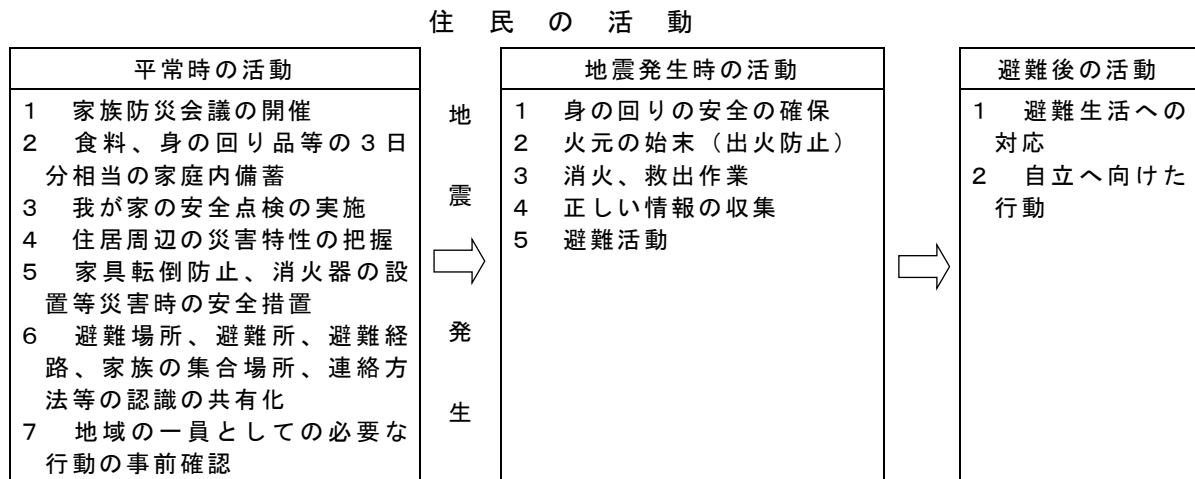 住民の活動
平常時の活動
1 家族防災会議の開催
2 食料、身の回り品等の3日
分相当の家庭内備蓄
3 我が家の安全点検の実施
4 住居周辺の災害特性の把握
5 家具転倒防止、消火器の設
置等災害時の安全措置
6 避難場所、避難所、避難経
路、家族の集合場所、連絡方
法等の認識の共有化
7 地域の一員としての必要な
行動の事前確認
地震発生
地震発生時の活動
1 身の回りの安全の確保
2 火元の始末(出火防止)
3 消火、救出作業
4 正しい情報の収集
5 避難活動
避難後の活動
1 避難生活への
対応
2 自立へ向けた
行動